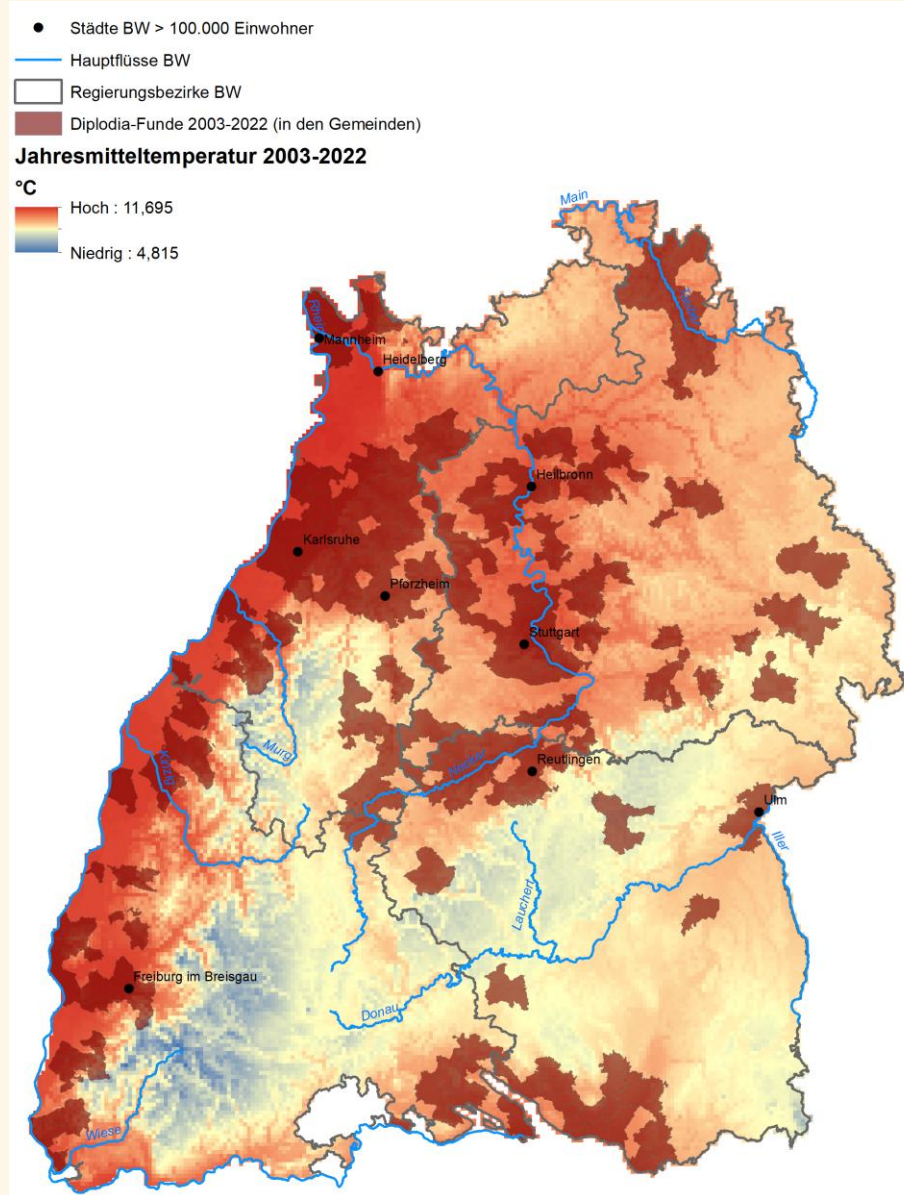 Städte BW > 100.000 Einwohner
Hauptflüsse BW
Regierungsbezirke BW
Diplodia-Funde 2003-2022 (in den Gemeinden)
Jahresmitteltemperatur 2003-2022
°C
Hoch : 11,695
Niedrig : 4,815
Main
Tauber
Rhein
Mannheim
Heidelberg
Heilbronn
Karlsruhe
Pforzheim
Stuttgart
Murg
Kinzig
Neckar
Reutlingen
Ulm
Iller
Lauchert
Freiburg im Breisgau
Donau
Wiese